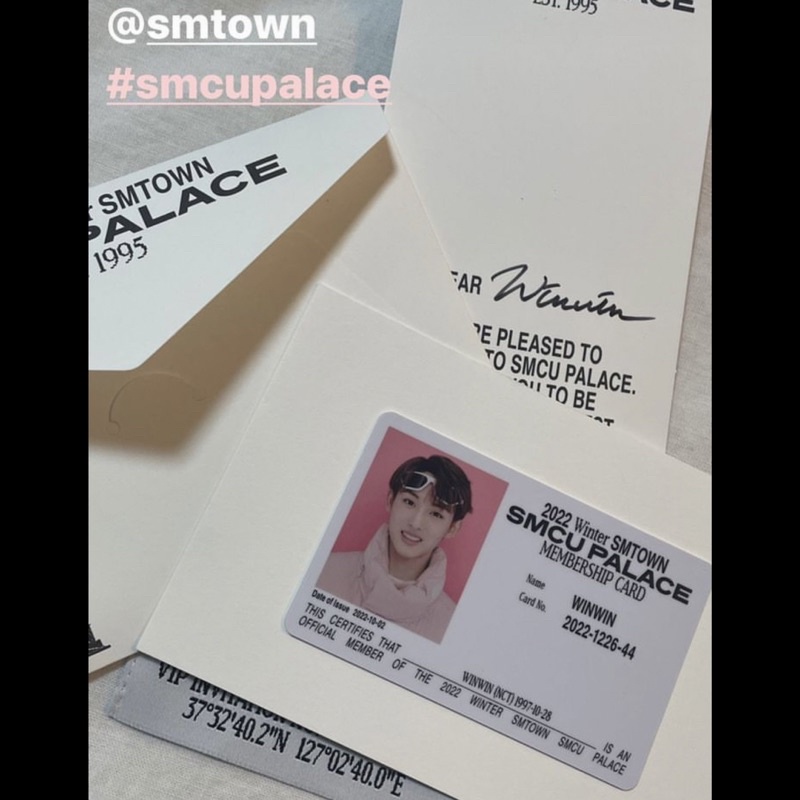 @smtown
#smcupalace
EST. 1995
SMTOWN
PALACE
1995
EAR Winwin
PLEASED TO
TO SMCU PALACE.
TO BE
2022 Winter SMTOWN
SMCU PALACE
MEMBERSHIP CARD
Name WINWIN
Card No. 2022-1226-44
Date of Issue 2022-10-02
THIS CERTIFIES THAT WINWIN (NCT) 1997-10-28 IS AN
OFFICIAL MEMBER OF THE 2022 WINTER SMTOWN SMCU PALACE
VIP INVITATION
37°32'40.2"N 127°02'40.0"E